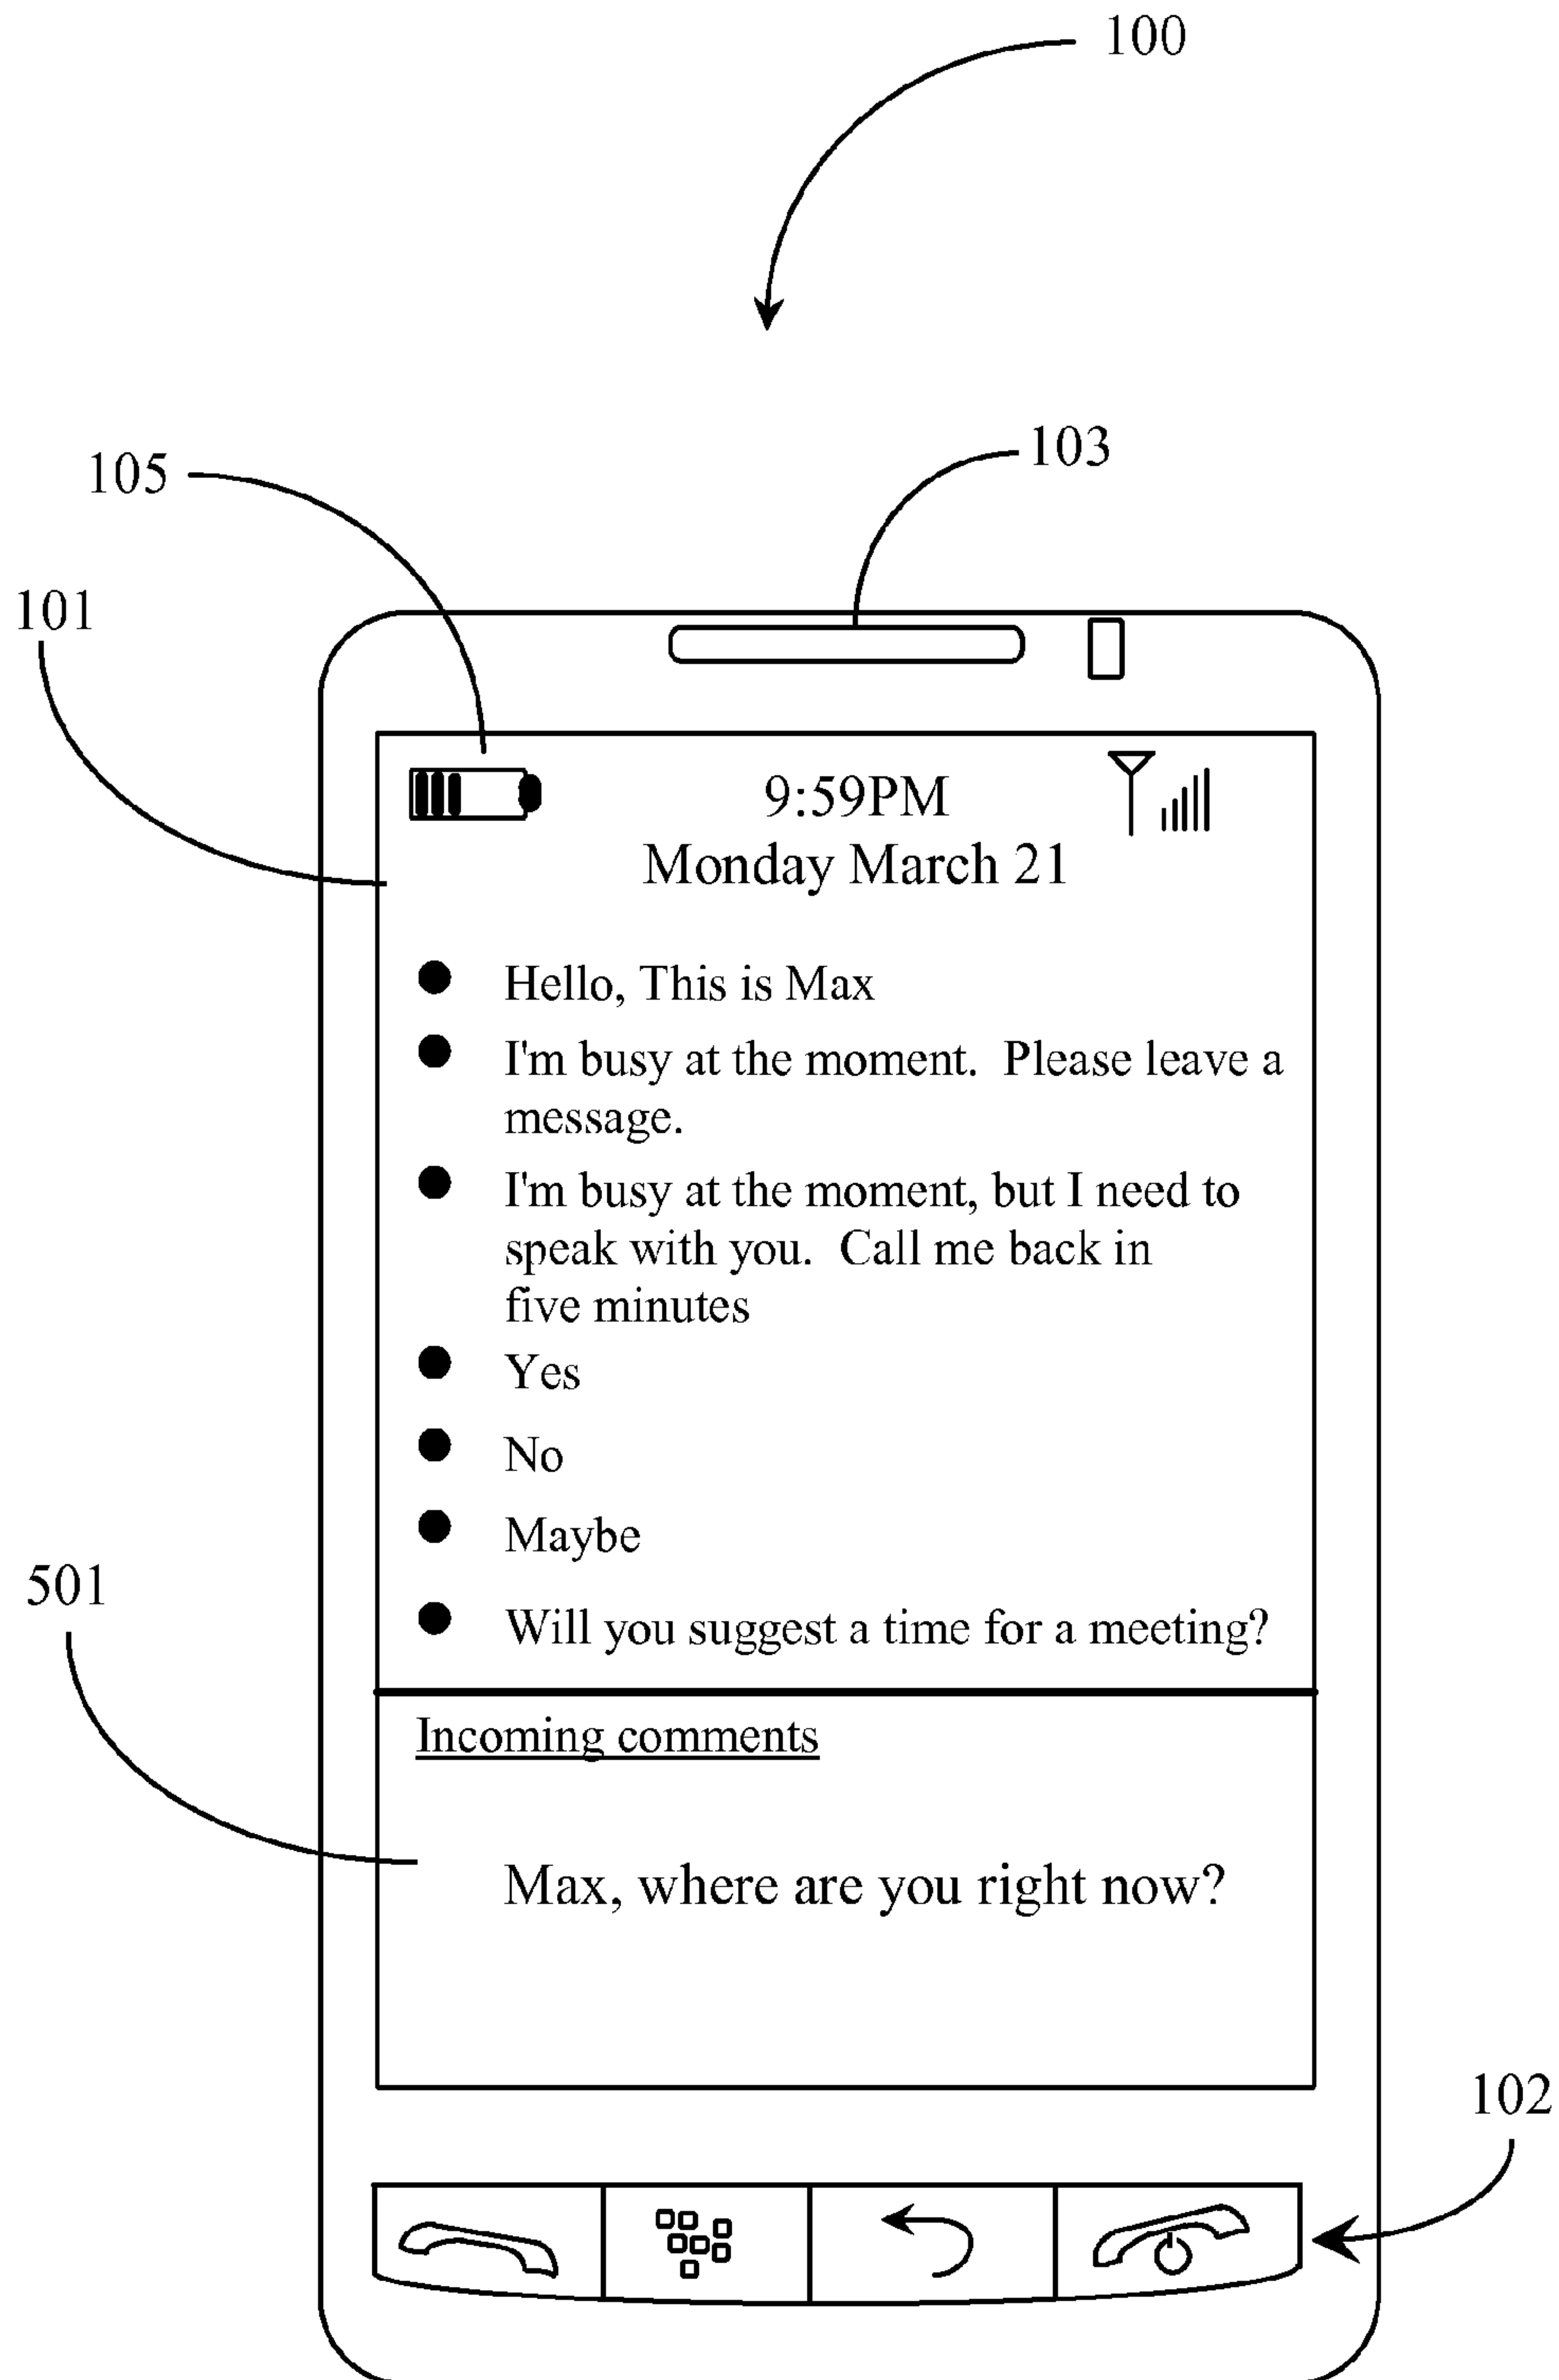 100
103
105
101
9:59PM
Monday March 21
Hello, This is Max
I'm busy at the moment.  Please leave a
message.
I'm busy at the moment, but I need to
speak with you.  Call me back in
five minutes
Yes
No
Maybe
501
Will you suggest a time for a meeting?
Incoming comments
Max, where are you right now?
102